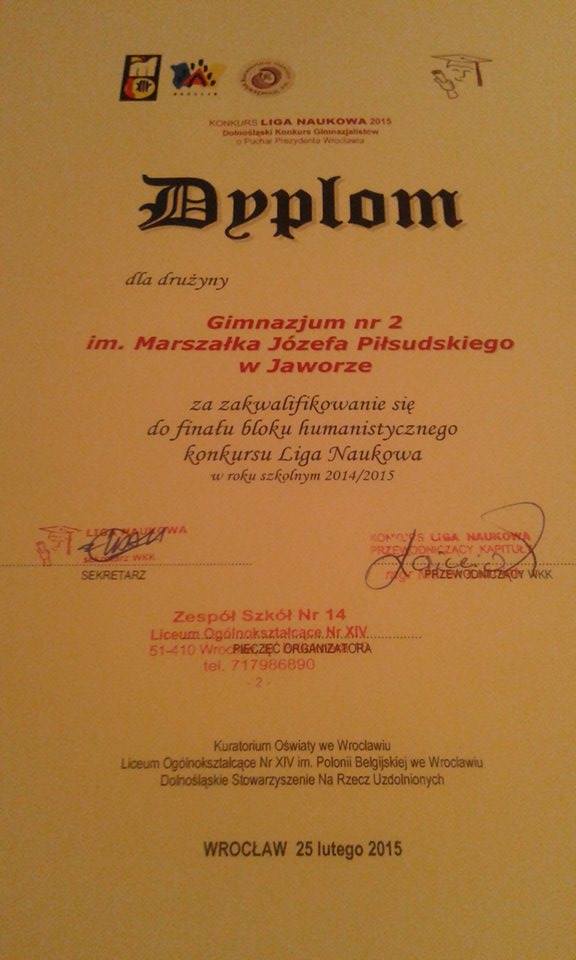 KONKURS LIGA NAUKOWA 2015
Dolnośląski Konkurs Gimnazjalistów
o Puchar Prezydenta Wrocławia
Dyplom
dla drużyny
Gimnazjum nr 2
im. Marszałka Józefa Piłsudskiego
w Jaworze
za zakwalifikowanie się
do finału bloku humanistycznego
konkursu Liga Naukowa
w roku szkolnym 2014/2015
LIGA NAUKOWA
WKK
SEKRETARZ
KONKURS LIGA NAUKOWA
PRZEWODNICZĄCY KAPITUŁY
mgr
PRZEWODNICZĄCY WKK
Zespół Szkół Nr 14
Liceum Ogólnokształcące Nr XIV
51-410
PIECZĘĆ ORGANIZATORA
tel. 717986890
- 2 -
Kuratorium Oświaty we Wrocławiu
Liceum Ogólnokształcące Nr XIV im. Polonii Belgijskiej we Wrocławiu
Dolnośląskie Stowarzyszenie Na Rzecz Uzdolnionych
WROCŁAW 25 lutego 2015